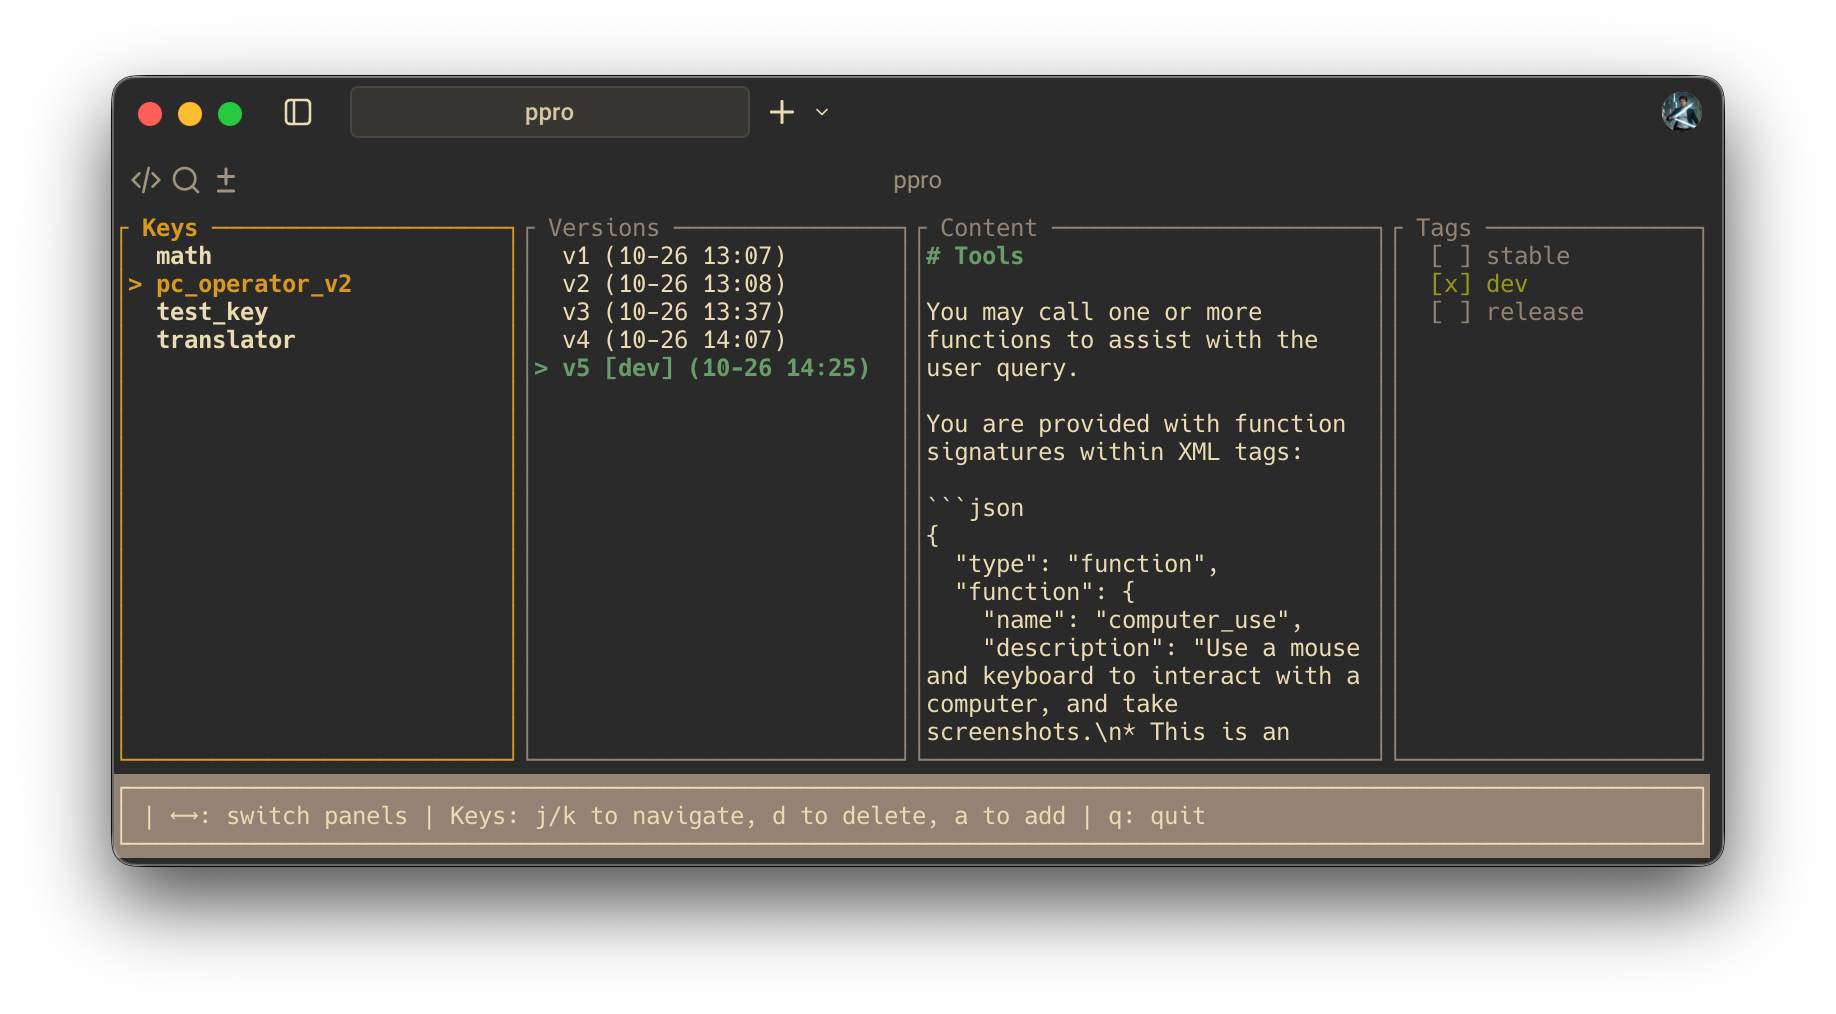 ppro
ppro
Keys
math
> pc_operator_v2
test_key
translator
Versions
v1 (10-26 13:07)
v2 (10-26 13:08)
v3 (10-26 13:37)
v4 (10-26 14:07)
> v5 [dev] (10-26 14:25)
Content
# Tools
You may call one or more
functions to assist with the
user query.
You are provided with function
signatures within XML tags:
```json
{
  "type": "function",
  "function": {
    "name": "computer_use",
    "description": "Use a mouse
and keyboard to interact with a
computer, and take
screenshots.\n* This is an
Tags
[ ] stable
[x] dev
[ ] release
| ←→: switch panels | Keys: j/k to navigate, d to delete, a to add | q: quit